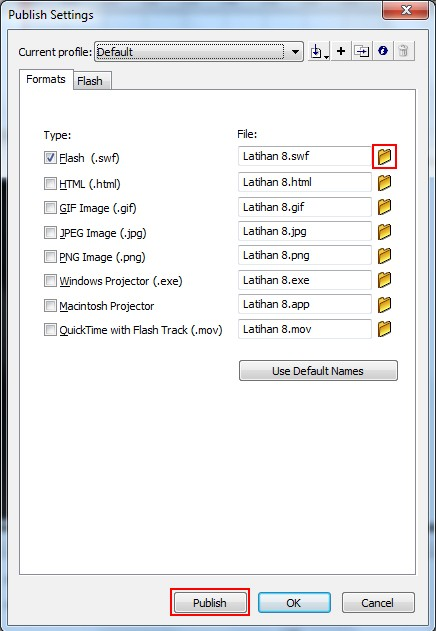 Publish Settings
Current profile: Default
Formats Flash
Type: File:
Flash (.swf) Latihan 8.swf
HTML (.html) Latihan 8.html
GIF Image (.gif) Latihan 8.gif
JPEG Image (.jpg) Latihan 8.jpg
PNG Image (.png) Latihan 8.png
Windows Projector (.exe) Latihan 8.exe
Macintosh Projector Latihan 8.app
QuickTime with Flash Track (.mov) Latihan 8.mov
Use Default Names
Publish OK Cancel